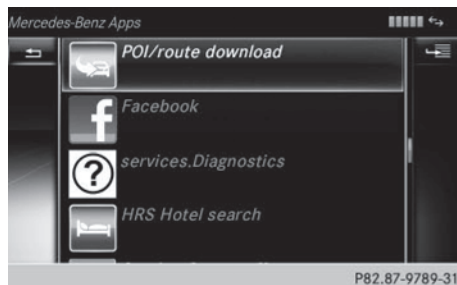 Mercedes-Benz Apps
POI/route download
Facebook
services.Diagnostics
HRS Hotel search
P82.87-9789-31